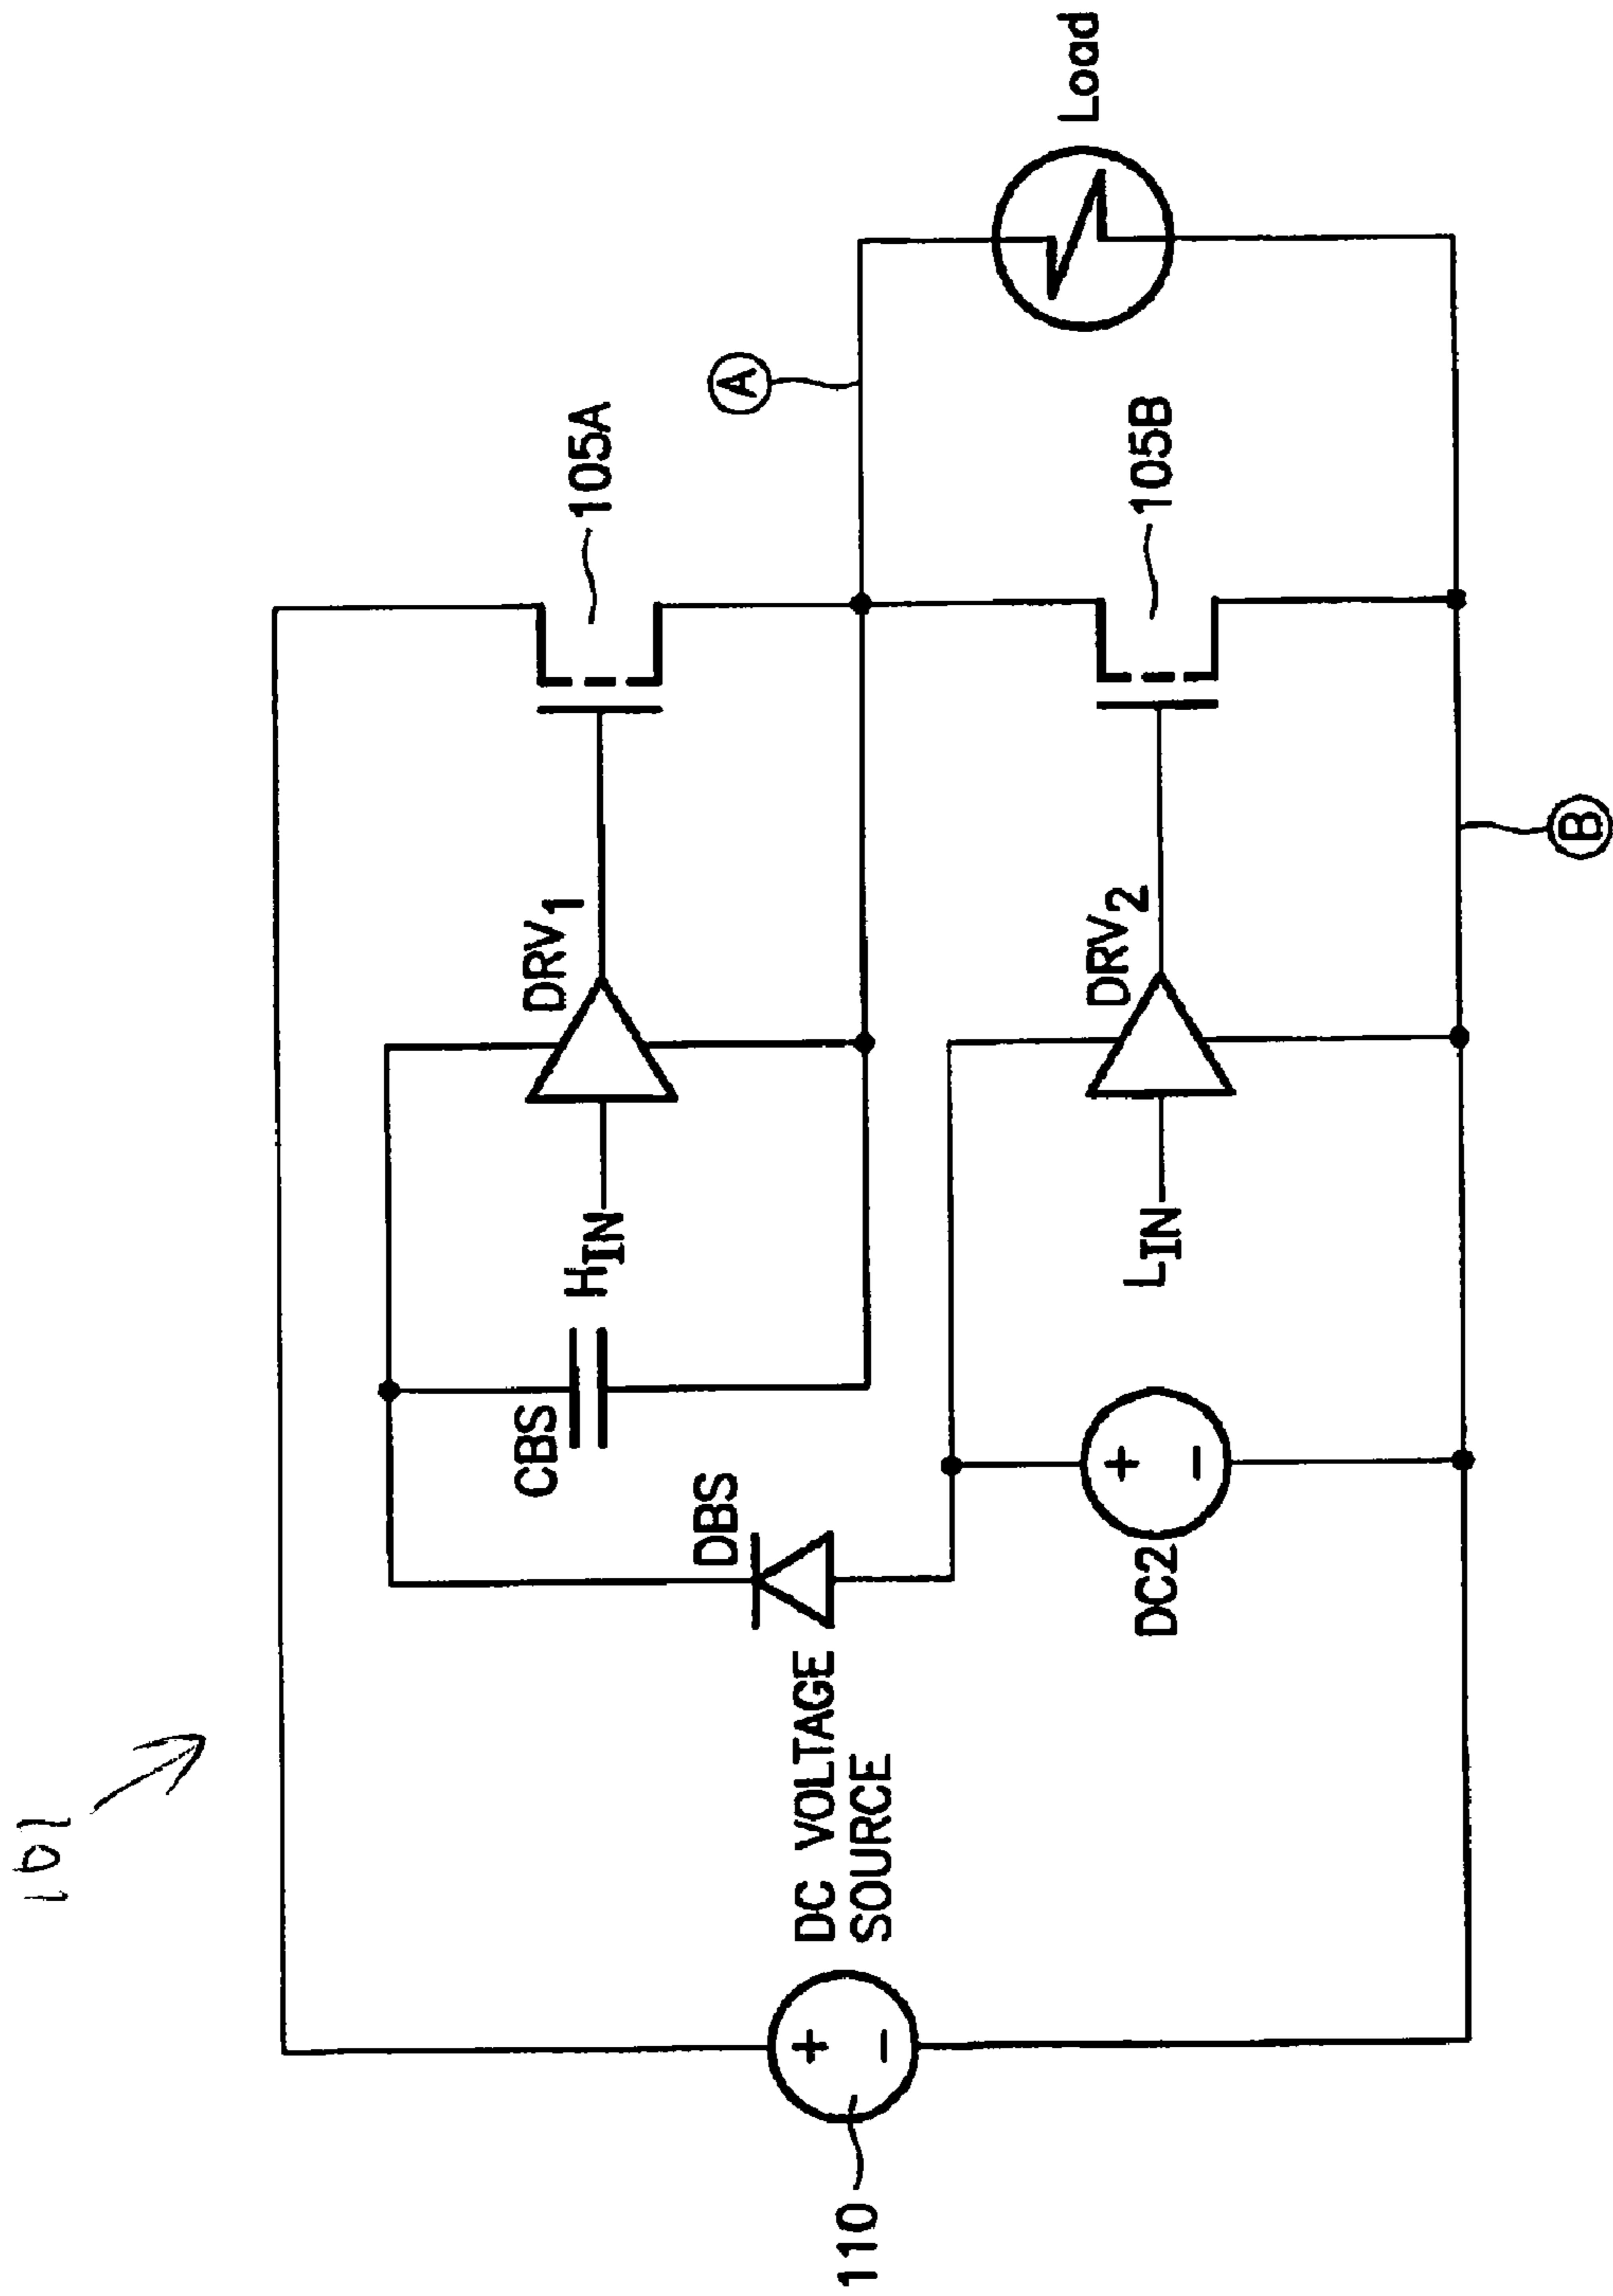 101
105A
A
DRV1
HIN
CBS
DBS
Load
105B
DRV2
LIN
DC VOLTAGE
SOURCE
+
-
DC2
+
-
110
B